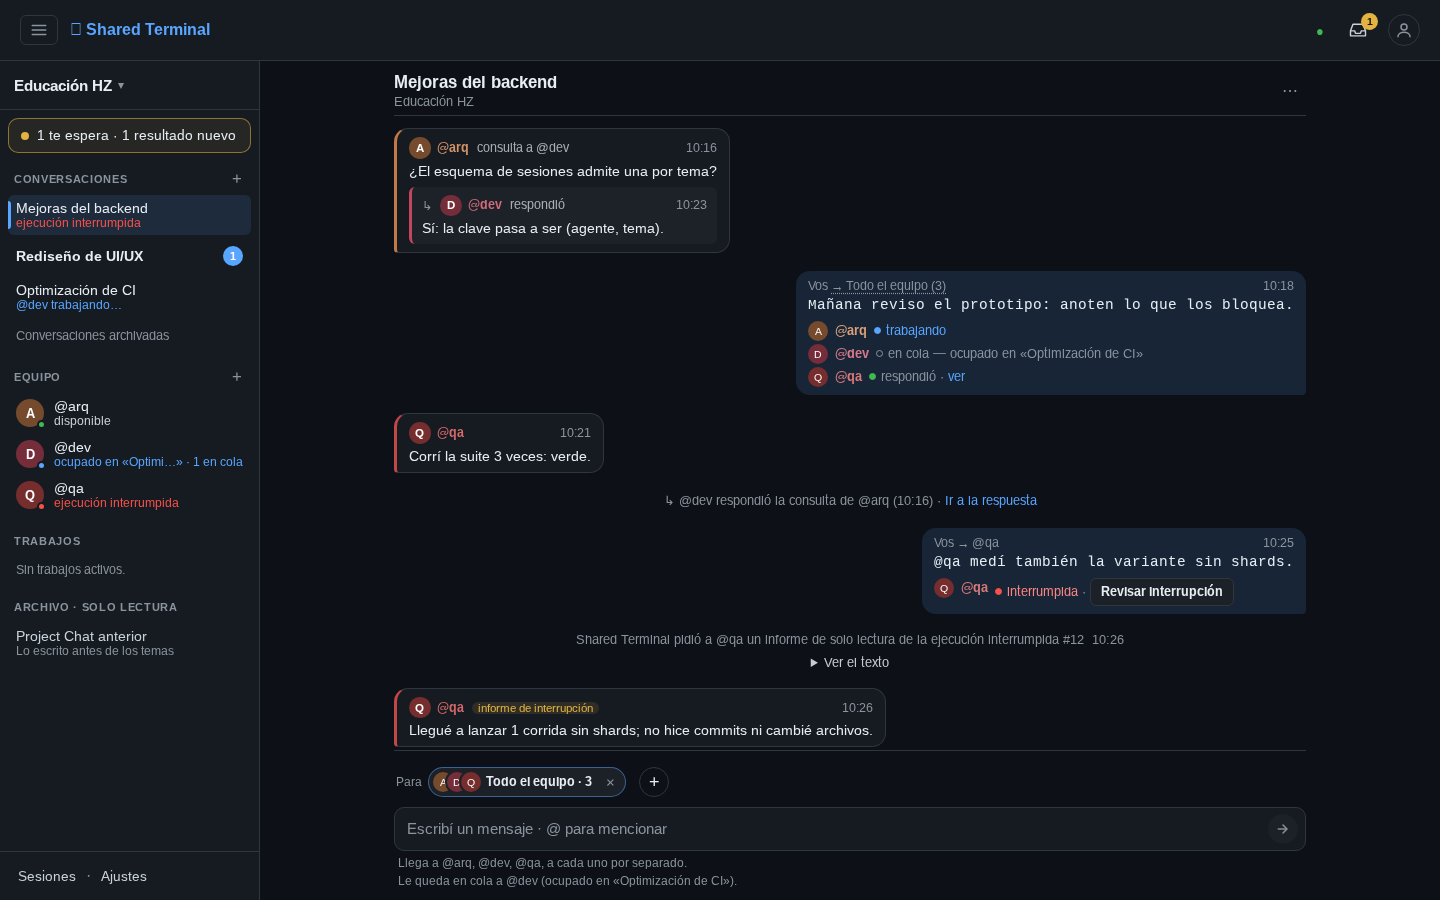 Shared Terminal
1
Educación HZ ▾
1 te espera · 1 resultado nuevo
CONVERSACIONES +
Mejoras del backend
ejecución interrumpida
Rediseño de UI/UX 1
Optimización de CI
@dev trabajando…
Conversaciones archivadas
EQUIPO +
A @arq
disponible
D @dev
ocupado en «Optimi…» · 1 en cola
Q @qa
ejecución interrumpida
TRABAJOS
Sin trabajos activos.
ARCHIVO · SOLO LECTURA
Project Chat anterior
Lo escrito antes de los temas
Sesiones · Ajustes
Mejoras del backend
Educación HZ
…
A @arq consulta a @dev 10:16
¿El esquema de sesiones admite una por tema?
↳ D @dev respondió 10:23
Sí: la clave pasa a ser (agente, tema).
Vos → Todo el equipo (3) 10:18
Mañana reviso el prototipo: anoten lo que los bloquea.
A @arq ● trabajando
D @dev ○ en cola — ocupado en «Optimización de CI»
Q @qa ● respondió · ver
Q @qa 10:21
Corrí la suite 3 veces: verde.
↳ @dev respondió la consulta de @arq (10:16) · Ir a la respuesta
Vos → @qa 10:25
@qa medí también la variante sin shards.
Q @qa ● Interrumpida · Revisar interrupción
Shared Terminal pidió a @qa un informe de solo lectura de la ejecución interrumpida #12 10:26
▶ Ver el texto
Q @qa informe de interrupción 10:26
Llegué a lanzar 1 corrida sin shards; no hice commits ni cambié archivos.
Para A D Q Todo el equipo · 3 × +
Escribí un mensaje · @ para mencionar
Llega a @arq, @dev, @qa, a cada uno por separado.
Le queda en cola a @dev (ocupado en «Optimización de CI»).